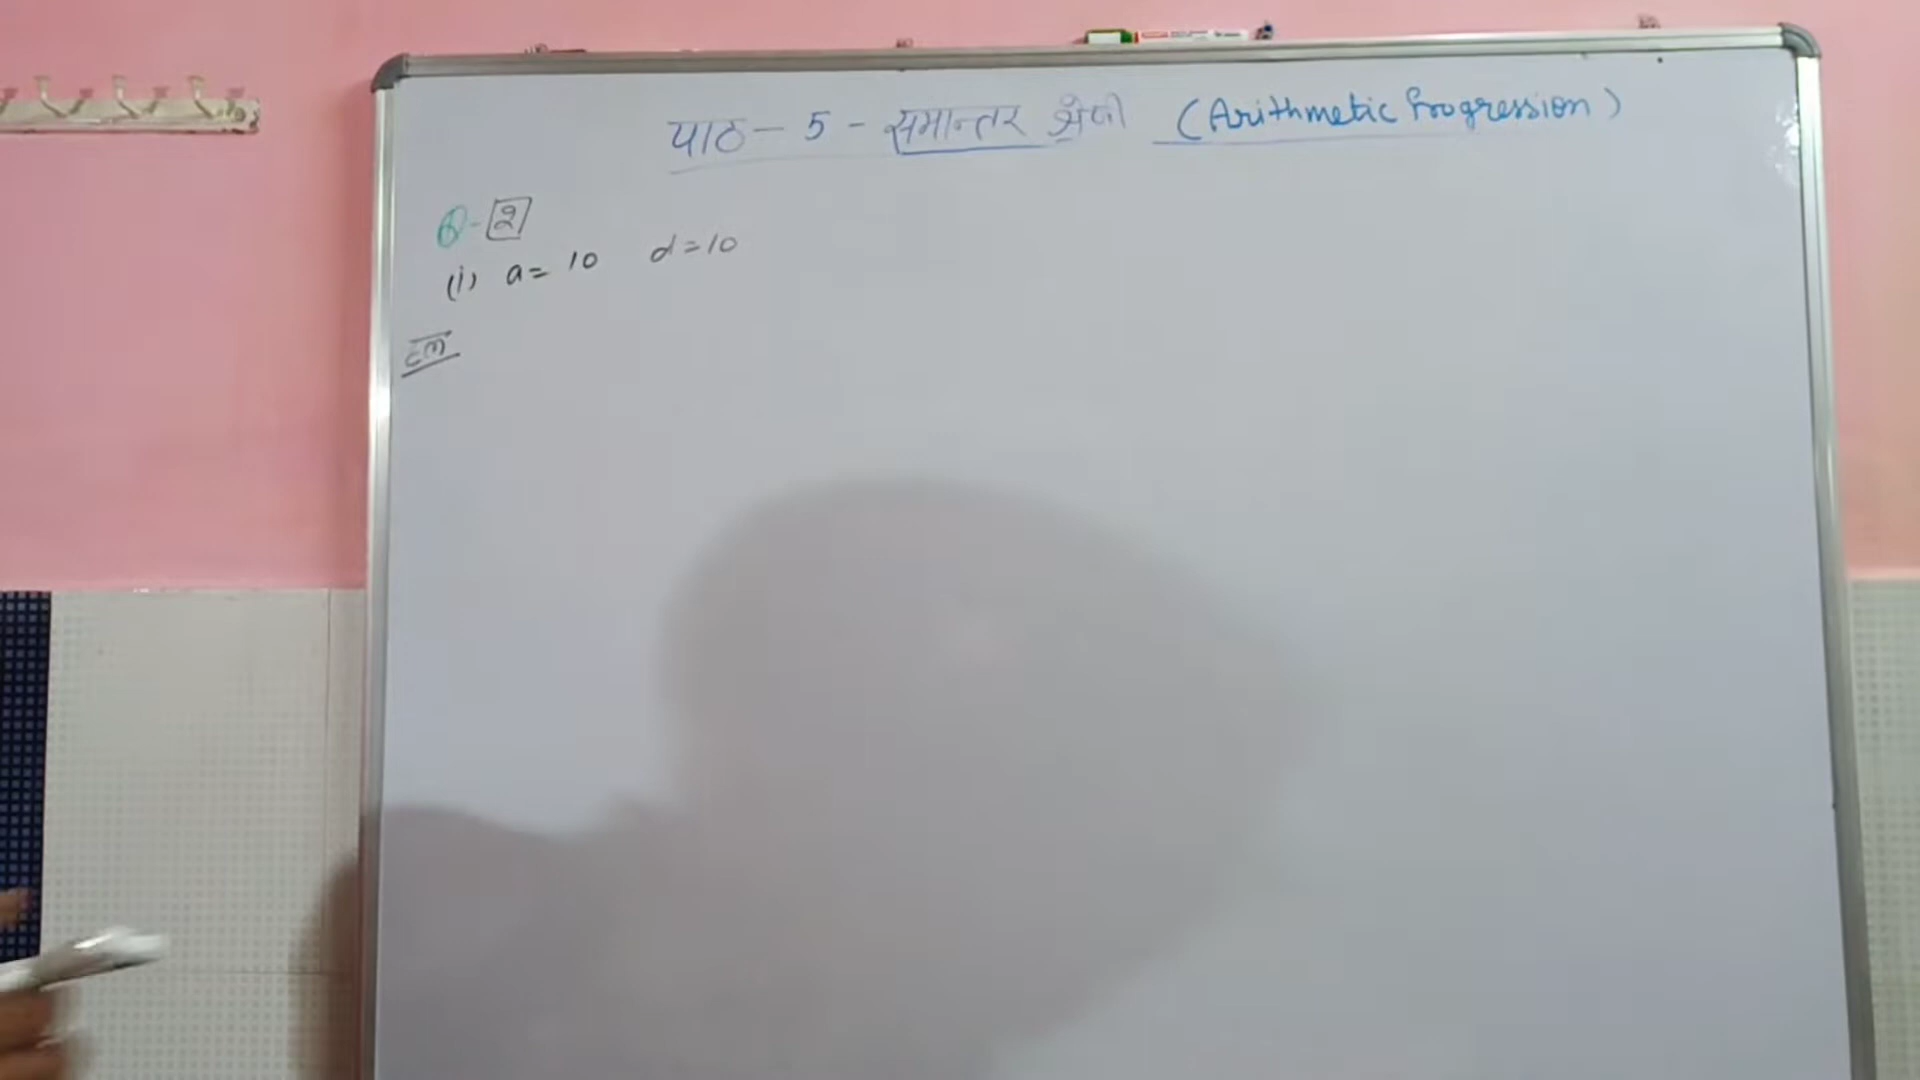 पाठ - 5 - समान्तर श्रेणी (Arithmetic Progression)
Q-2
(i) a= 10 d=10
हल